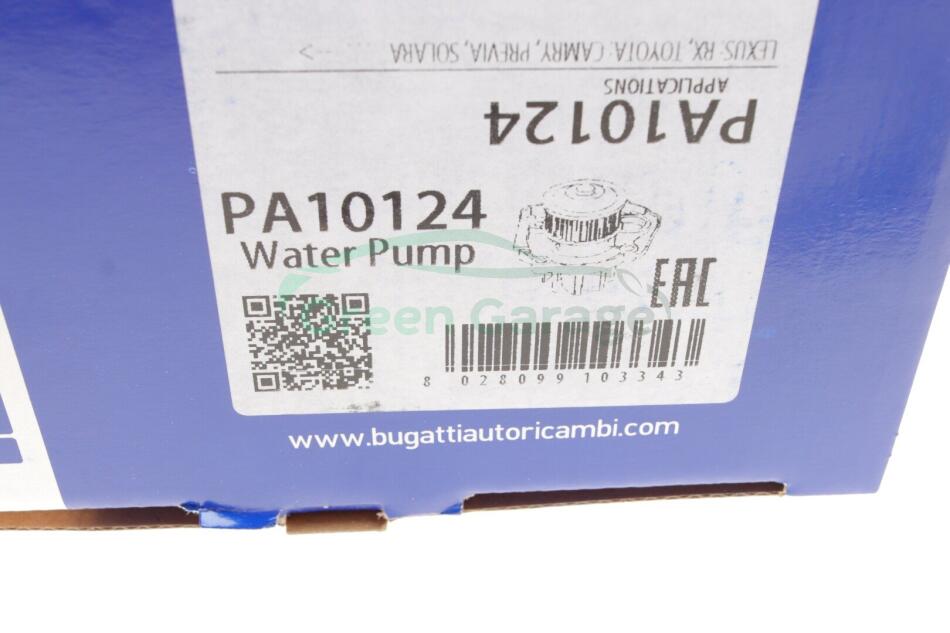 LEXUS: RX, TOYOTA: CAMRY, PREVIA, SOLARA
APPLICATIONS
PA10124
PA10124
Water Pump
EAC
Green Garage
8 028099 103343
www.bugattiautoricambi.com